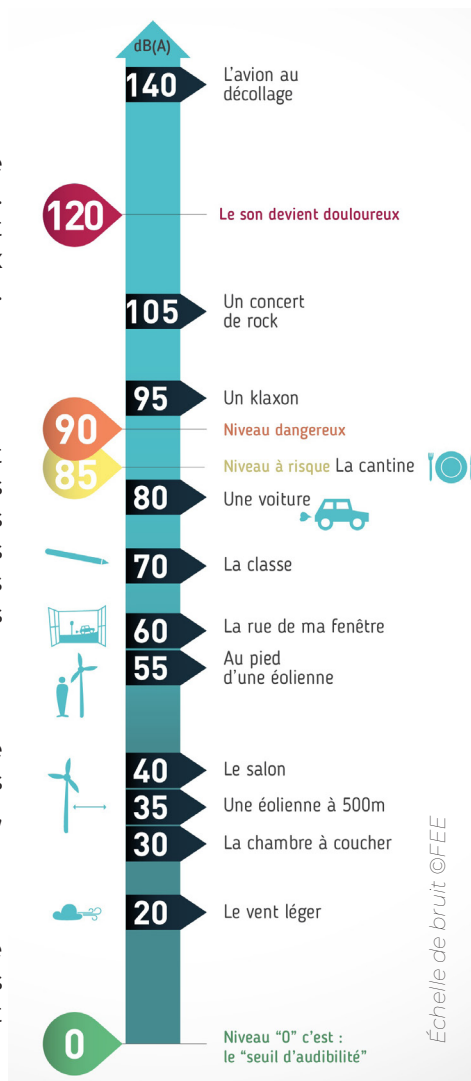 dB(A)
140
L'avion au
décollage
120
Le son devient douloureux
105
Un concert
de rock
95
Un klaxon
90
Niveau dangereux
85
Niveau à risque La cantine
80
Une voiture
70
La classe
60
La rue de ma fenêtre
55
Au pied
d'une éolienne
40
Le salon
35
Une éolienne à 500m
30
La chambre à coucher
20
Le vent léger
0
Niveau "0" c'est :
le "seuil d'audibilité"
Échelle de bruit ©FEE